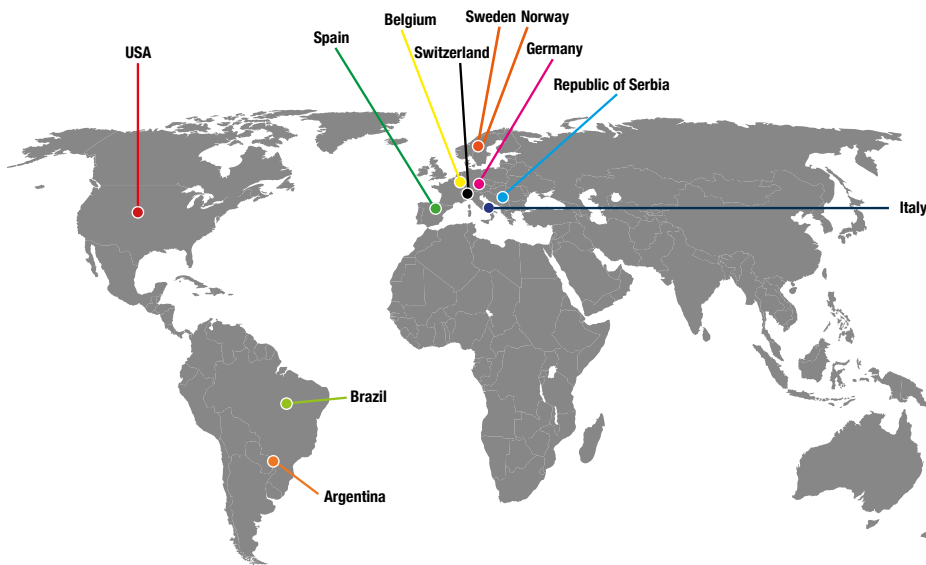 Sweden Norway
Belgium
Spain
Switzerland
Germany
USA
Republic of Serbia
Italy
Brazil
Argentina